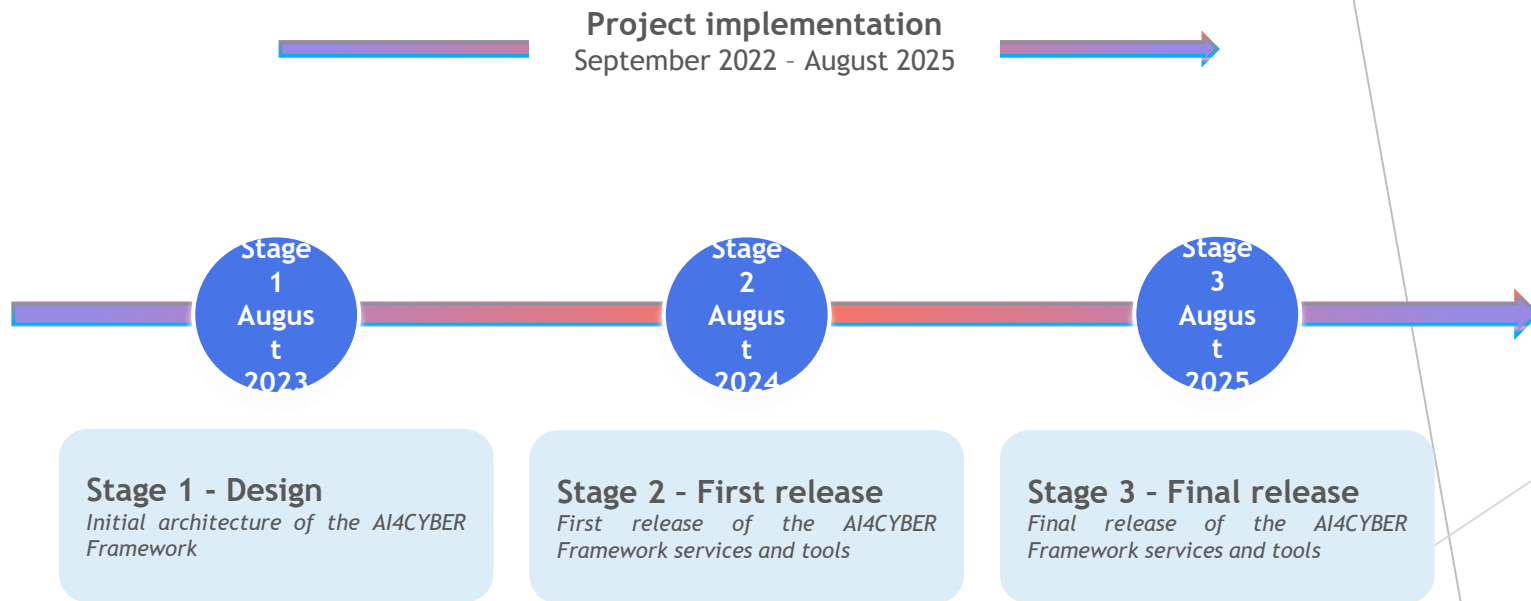 Project implementation
September 2022 – August 2025
Stage
1
Augus
t
2023
Stage
2
Augus
t
2024
Stage
3
Augus
t
2025
Stage 1 - Design
Initial architecture of the AI4CYBER
Framework
Stage 2 – First release
First release of the AI4CYBER
Framework services and tools
Stage 3 – Final release
Final release of the AI4CYBER
Framework services and tools